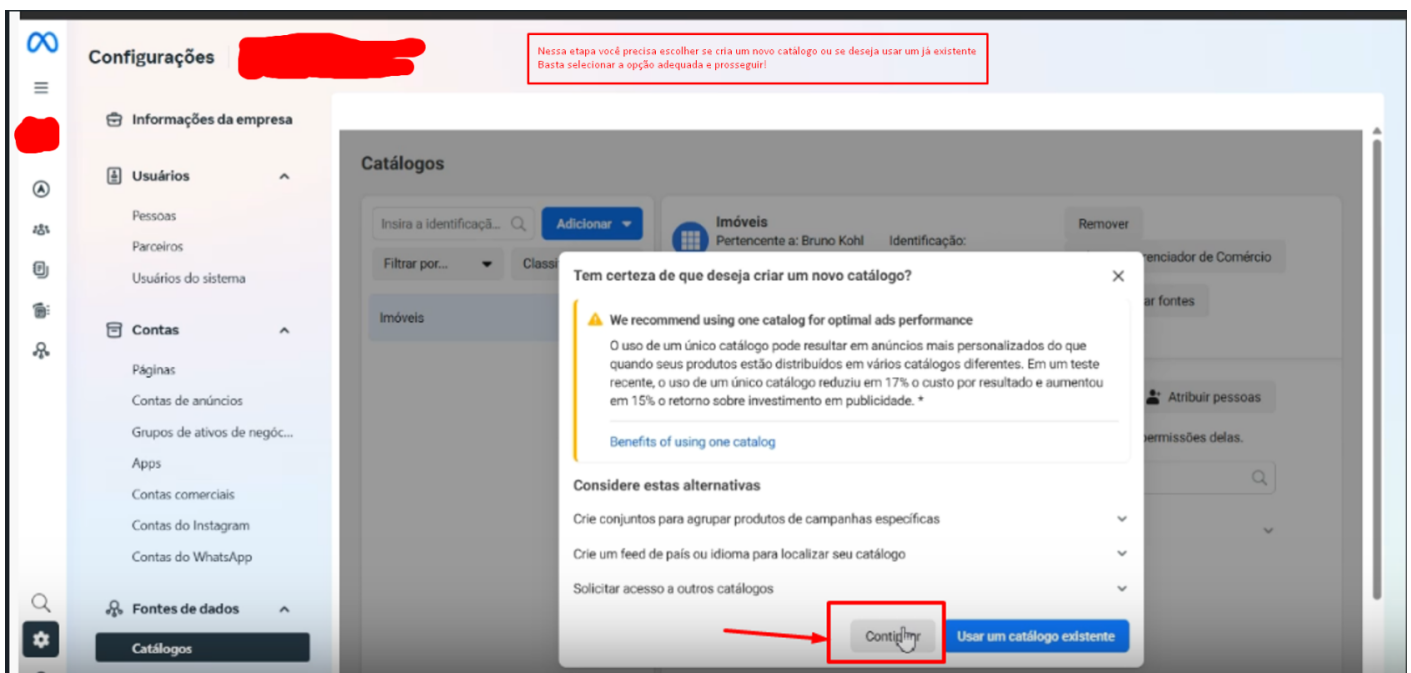 Configurações
Nessa etapa você precisa escolher se cria um novo catálogo ou se deseja usar um já existente
Basta selecionar a opção adequada e prosseguir!
Informações da empresa
Usuários
Pessoas
Parceiros
Usuários do sistema
Contas
Páginas
Contas de anúncios
Grupos de ativos de negóc...
Apps
Contas comerciais
Contas do Instagram
Contas do WhatsApp
Fontes de dados
Catálogos
Catálogos
Insira a identificaçã...
Adicionar
Filtrar por...
Classi
Imóveis
Imóveis
Pertencente a: Bruno Kohl
Identificação:
Remover
renciador de Comércio
ar fontes
Atribuir pessoas
permissões delas.
Tem certeza de que deseja criar um novo catálogo?
We recommend using one catalog for optimal ads performance
O uso de um único catálogo pode resultar em anúncios mais personalizados do que
quando seus produtos estão distribuídos em vários catálogos diferentes. Em um teste
recente, o uso de um único catálogo reduziu em 17% o custo por resultado e aumentou
em 15% o retorno sobre investimento em publicidade. *
Benefits of using one catalog
Considere estas alternativas
Crie conjuntos para agrupar produtos de campanhas específicas
Crie um feed de país ou idioma para localizar seu catálogo
Solicitar acesso a outros catálogos
Continuar
Usar um catálogo existente